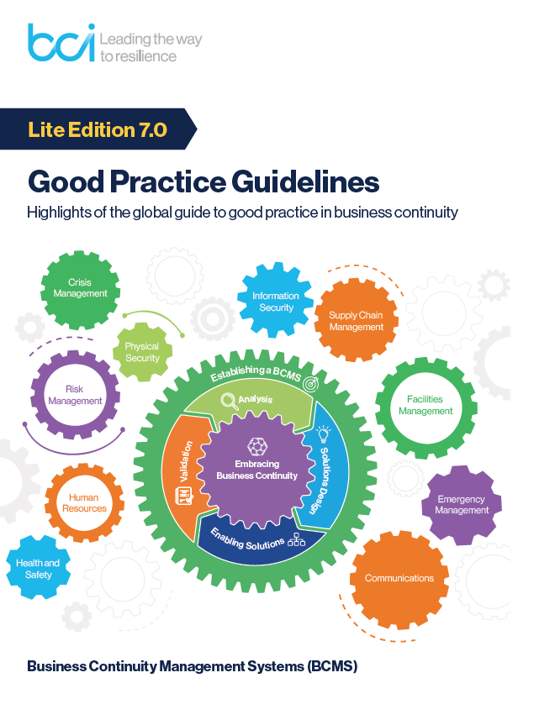 bci Leading the way
to resilience
Lite Edition 7.0
Good Practice Guidelines
Highlights of the global guide to good practice in business continuity
Crisis
Management
Information
Security
Supply Chain
Management
Physical
Security
Risk
Management
Establishing a BCMS
Analysis
Facilities
Management
Validation
Embracing
Business Continuity
Solutions Design
Human
Resources
Emergency
Management
Enabling Solutions
Health and
Safety
Communications
Business Continuity Management Systems (BCMS)